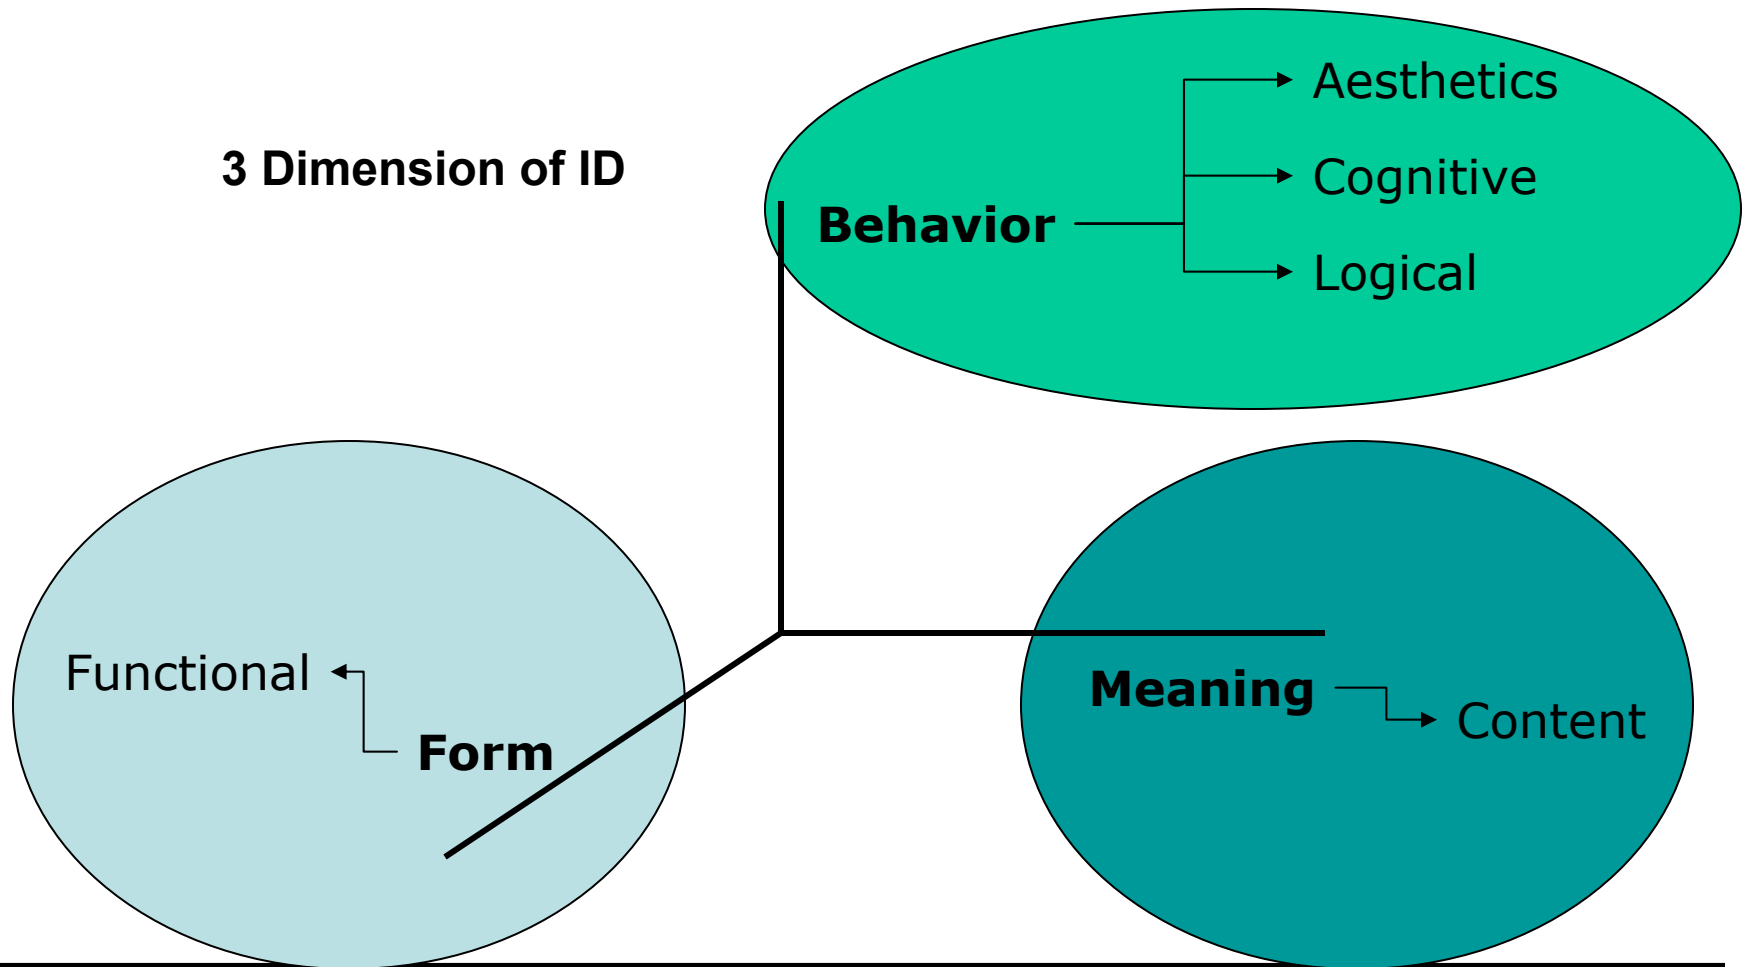 3 Dimension of ID
Behavior
Aesthetics
Cognitive
Logical
Functional
Form
Meaning
Content